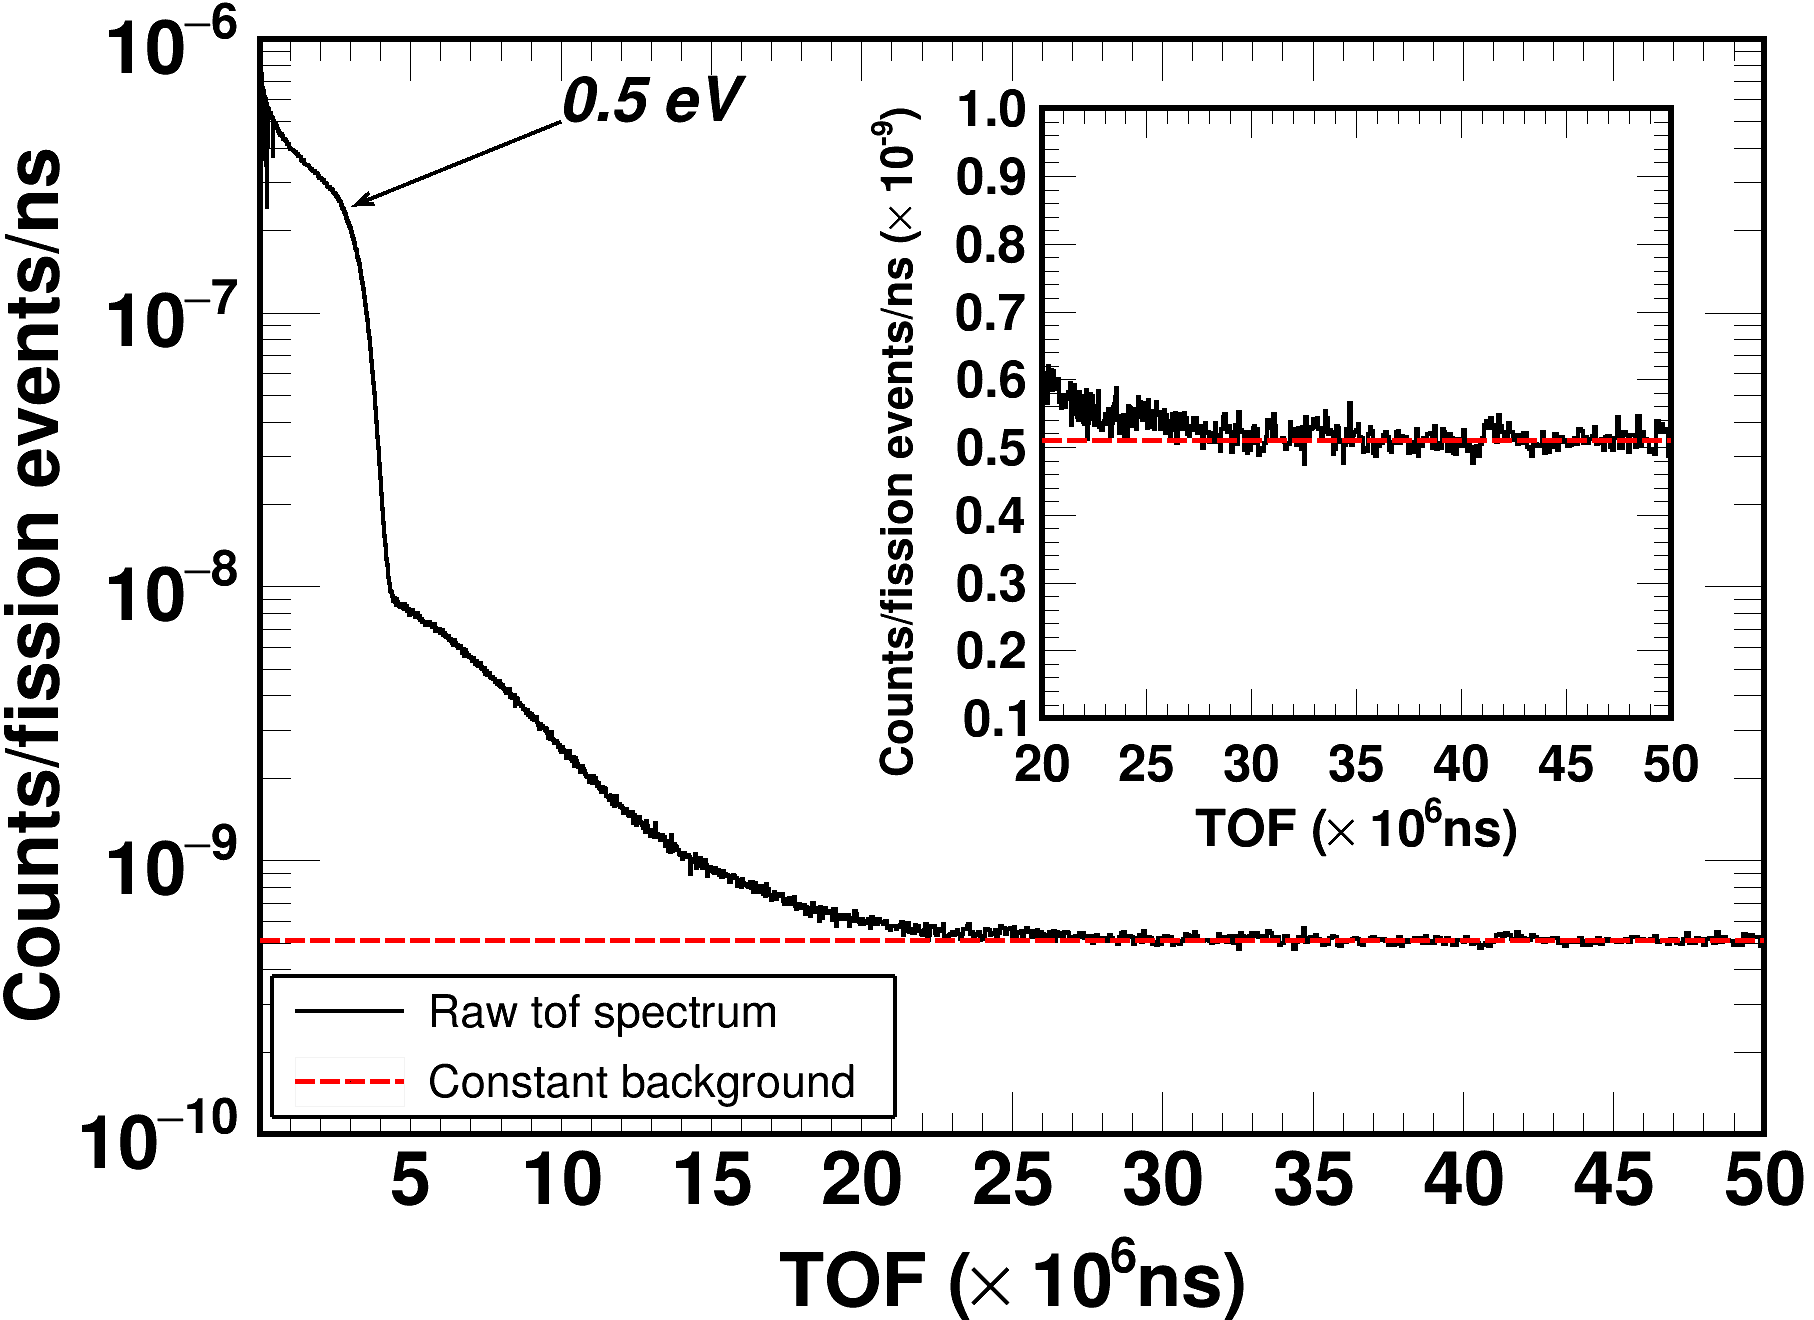 Counts/fission events/ns
10⁻⁶
10⁻⁷
10⁻⁸
10⁻⁹
10⁻¹⁰
0.5 eV
Counts/fission events/ns (× 10⁻⁹)
1.0
0.9
0.8
0.7
0.6
0.5
0.4
0.3
0.2
0.1
20 25 30 35 40 45 50
TOF (× 10⁶ns)
Raw tof spectrum
Constant background
5 10 15 20 25 30 35 40 45 50
TOF (× 10⁶ns)